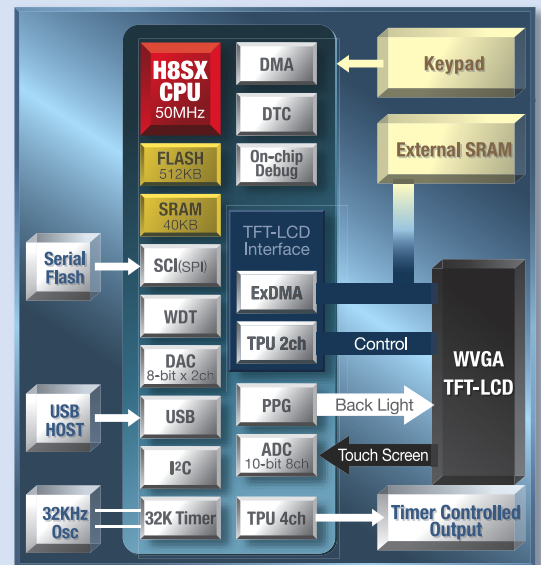 H8SX
CPU
50MHz
DMA
Keypad
DTC
FLASH
512KB
On-chip
Debug
External SRAM
SRAM
40KB
TFT-LCD
Interface
Serial
Flash
SCI(SPI)
ExDMA
WDT
TPU 2ch
Control
WVGA
TFT-LCD
DAC
8-bit x 2ch
USB
HOST
USB
PPG
Back Light
I²C
ADC
10-bit 8ch
Touch Screen
32KHz
Osc
32K Timer
TPU 4ch
Timer Controlled
Output